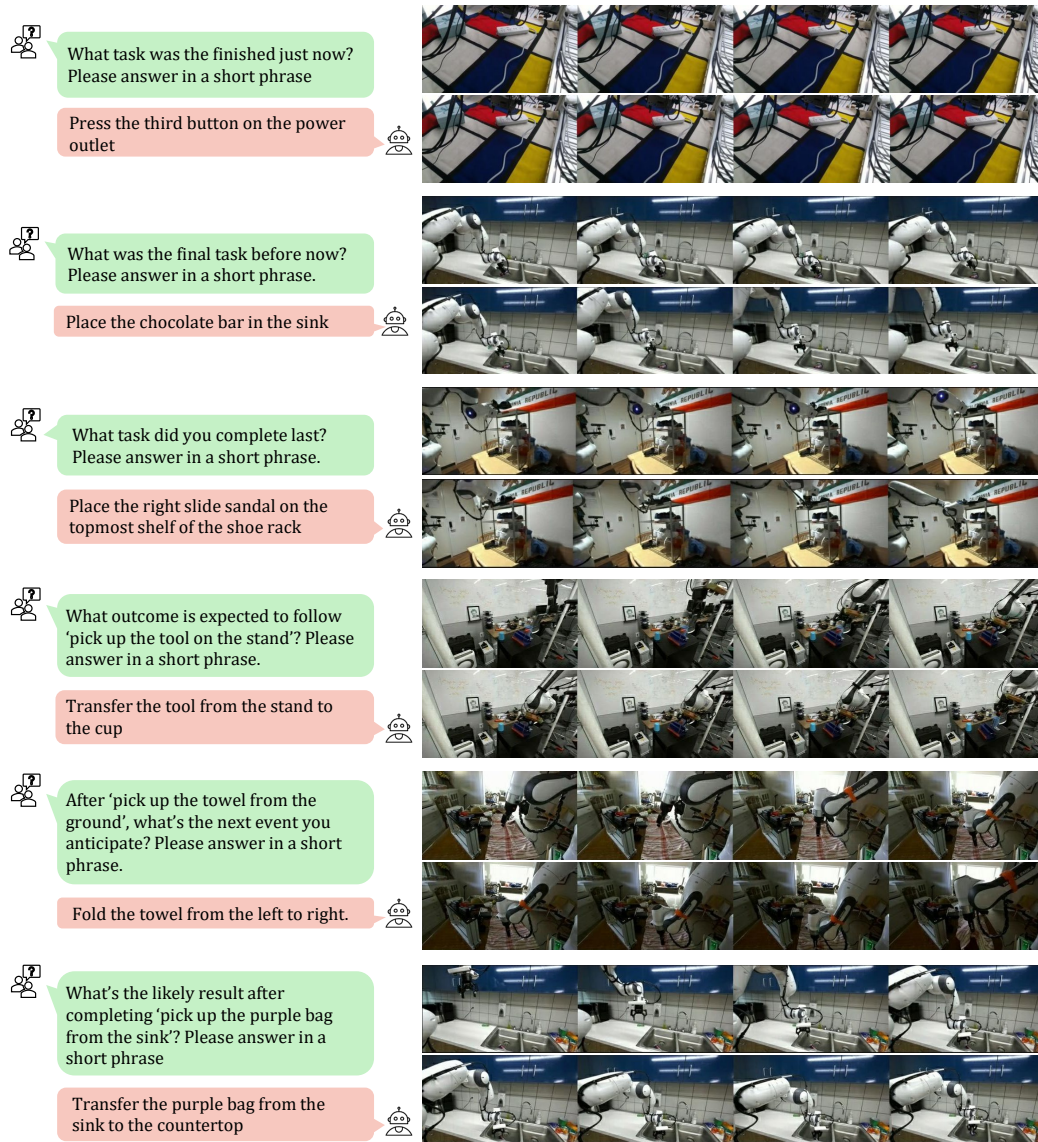 What task was the finished just now?
Please answer in a short phrase
Press the third button on the power
outlet
What was the final task before now?
Please answer in a short phrase.
Place the chocolate bar in the sink
What task did you complete last?
Please answer in a short phrase.
REPUBLIC
Place the right slide sandal on the
topmost shelf of the shoe rack
What outcome is expected to follow
‘pick up the tool on the stand’? Please
answer in a short phrase.
Transfer the tool from the stand to
the cup
After ‘pick up the towel from the
ground’, what’s the next event you
anticipate? Please answer in a short
phrase.
Fold the towel from the left to right.
What’s the likely result after
completing ‘pick up the purple bag
from the sink’? Please answer in a
short phrase
Transfer the purple bag from the
sink to the countertop